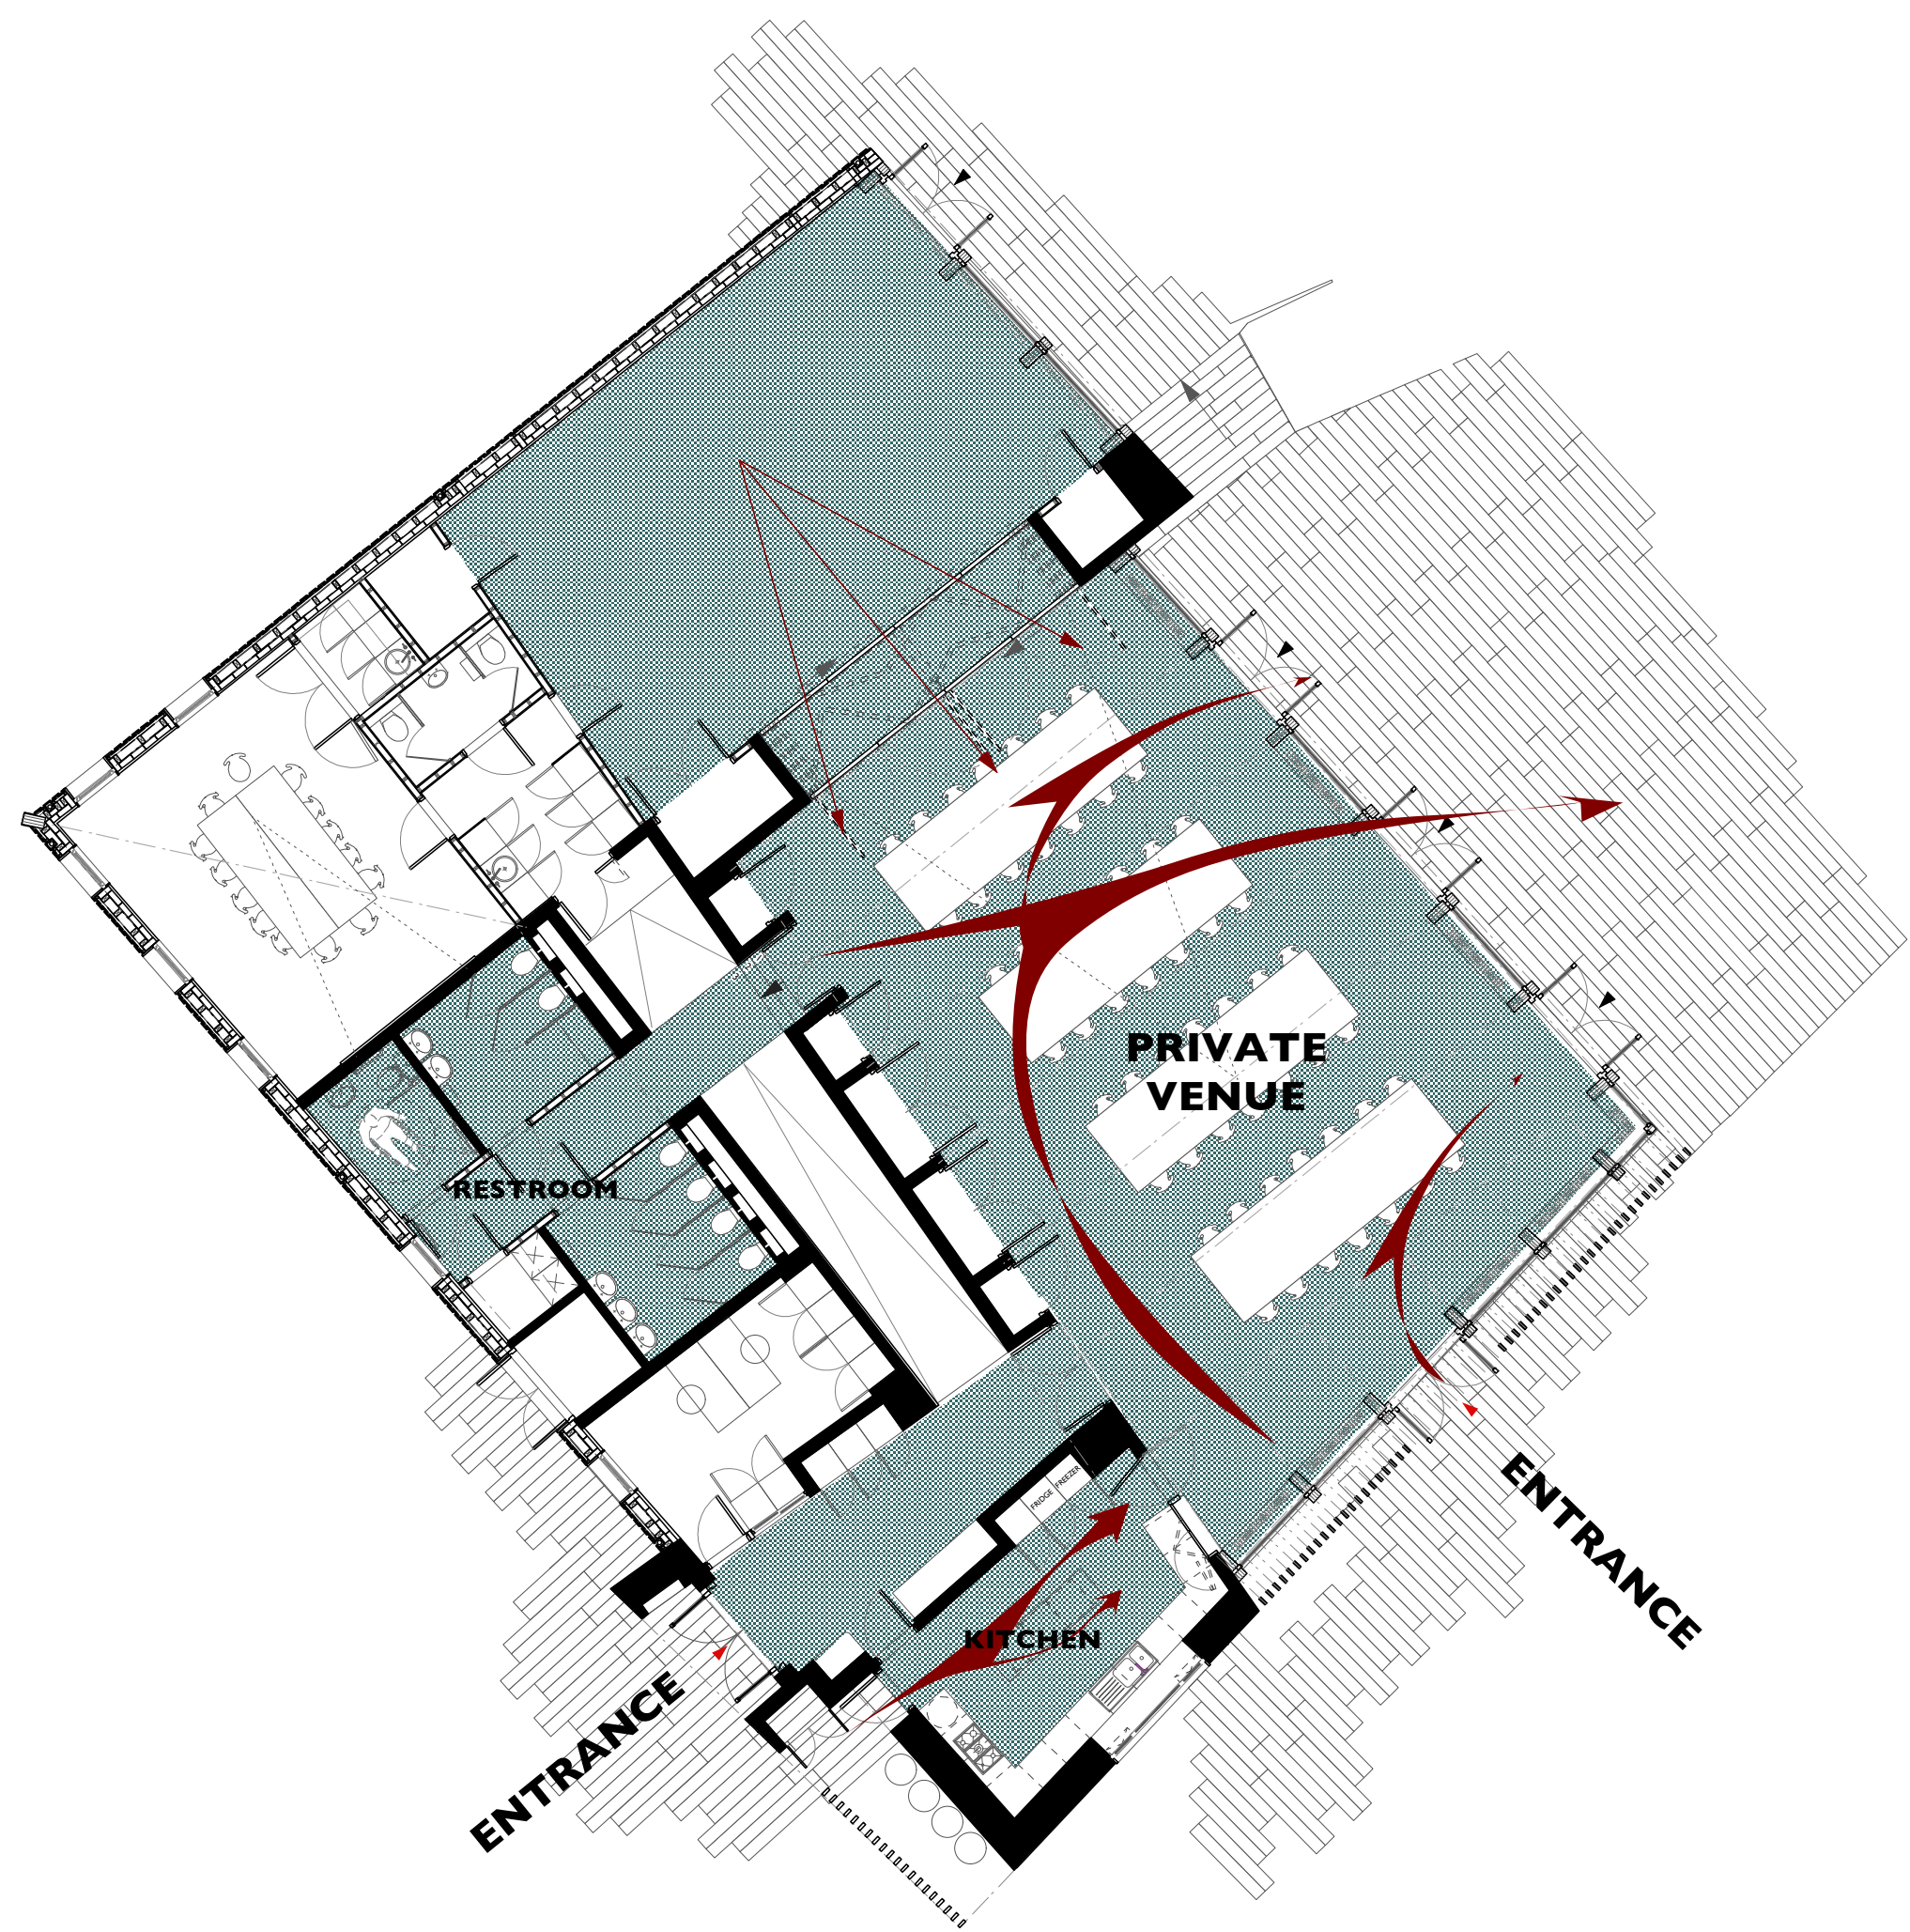 PRIVATE
VENUE
RESTROOM
FRIDGE
FREEZER
ENTRANCE
KITCHEN
ENTRANCE